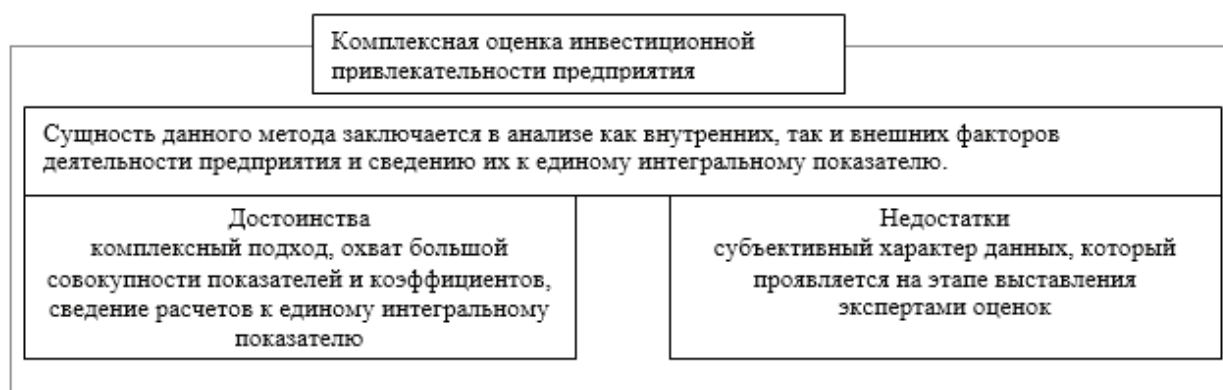 Комплексная оценка инвестиционной
привлекательности предприятия
Сущность данного метода заключается в анализе как внутренних, так и внешних факторов
деятельности предприятия и сведению их к единому интегральному показателю.
Достоинства
комплексный подход, охват большой
совокупности показателей и коэффициентов,
сведение расчетов к единому интегральному
показателю
Недостатки
субъективный характер данных, который
проявляется на этапе выставления
экспертами оценок